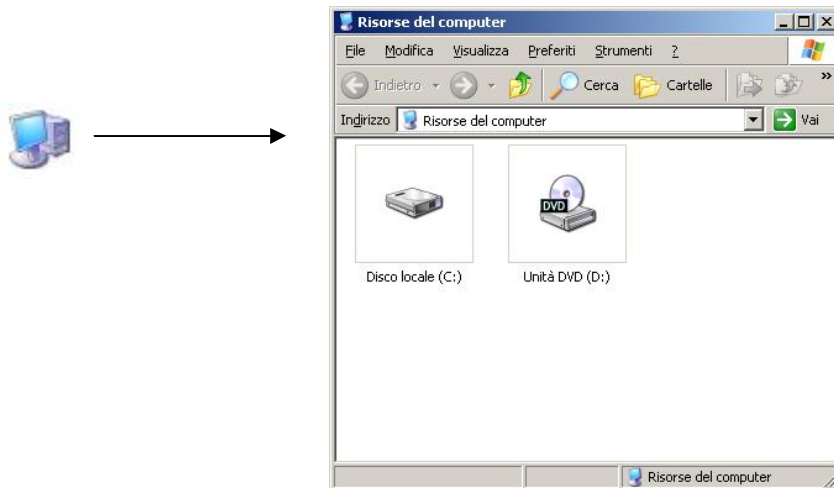 Risorse del computer
File Modifica Visualizza Preferiti Strumenti ?
Indietro Cerca Cartelle »
Indirizzo Risorse del computer Vai
DVD
Disco locale (C:) Unità DVD (D:)
Risorse del computer